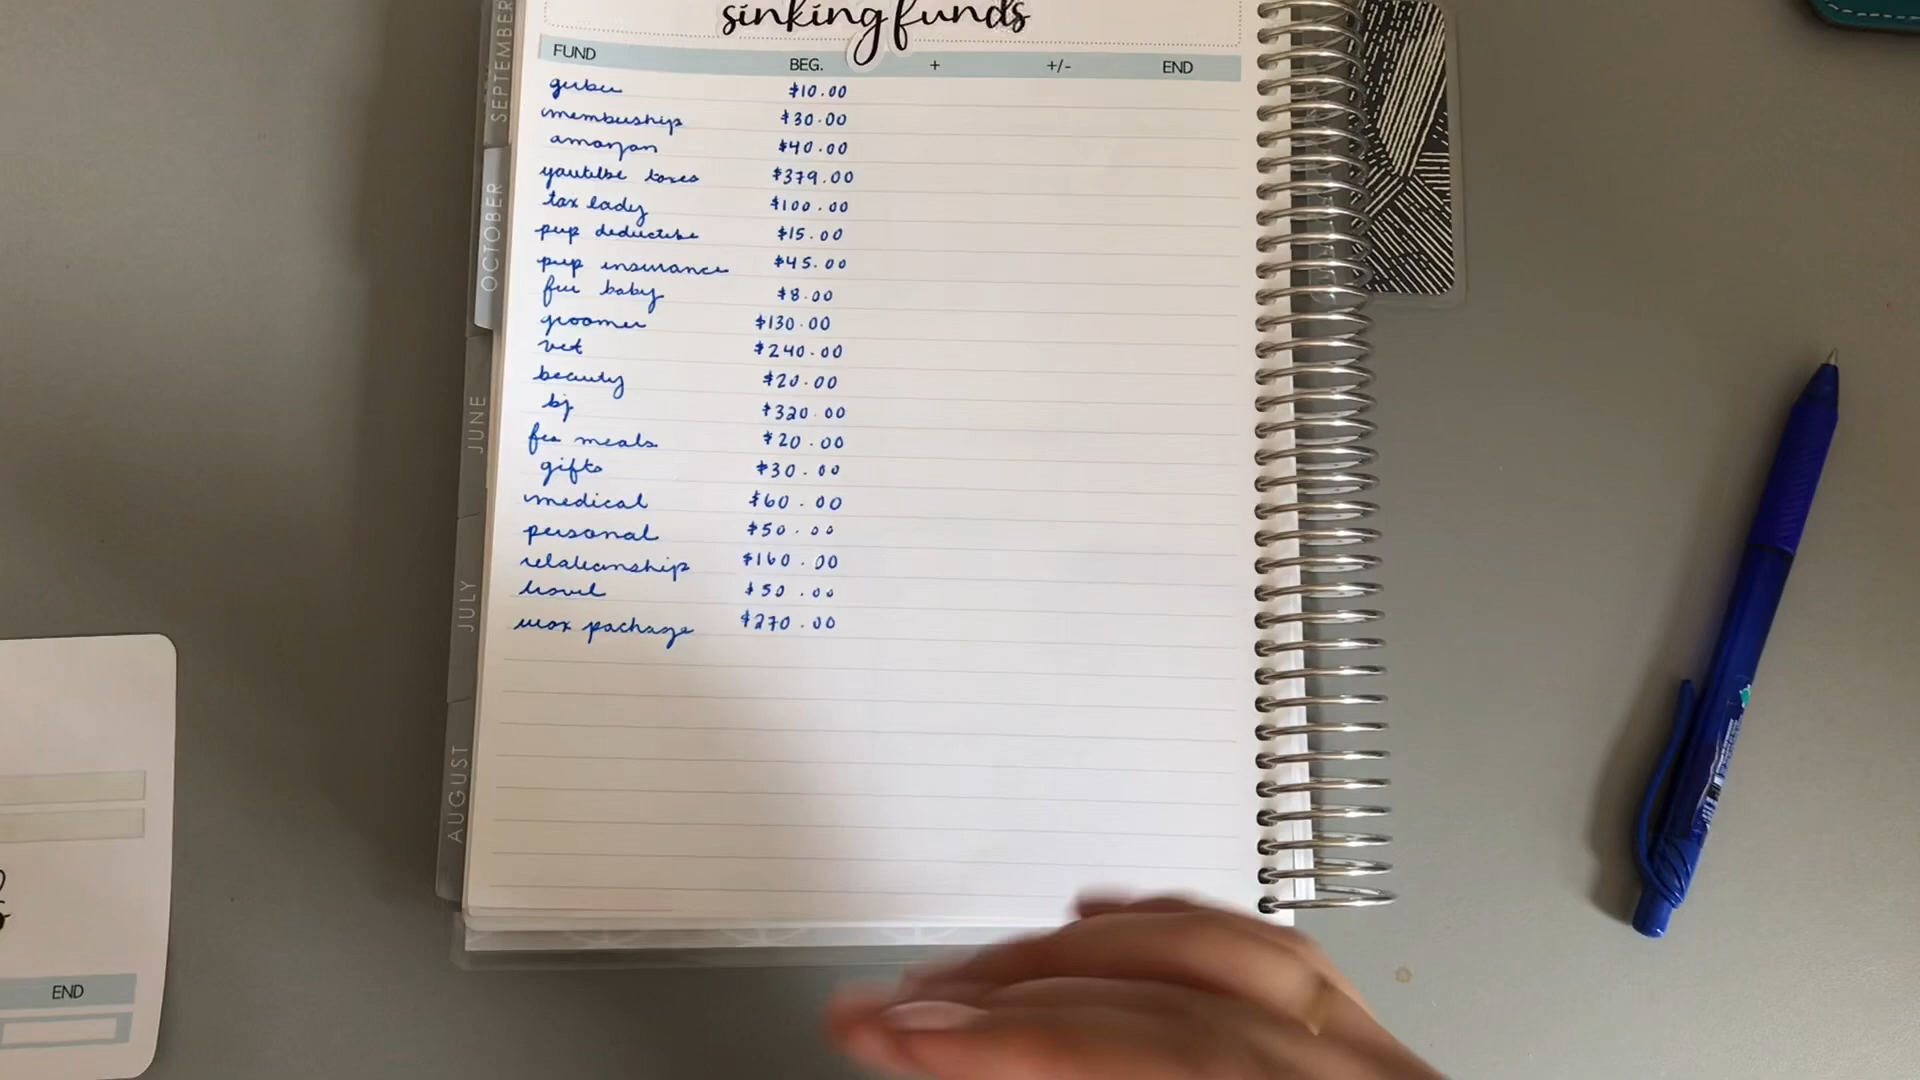 sinking funds
FUND BEG. + +/- END
$10.00
membership $30.00
amazon $40.00
youtube taxes $379.00
tax lady $100.00
pup deductible $15.00
pup insurance $45.00
fur baby $8.00
groomer $130.00
vet $240.00
beauty $20.00
bj $320.00
meals $20.00
gifts $30.00
medical $60.00
personal $50.00
relationship $160.00
travel $50.00
wax package $270.00
SEPTEMBER
OCTOBER
JUNE
JULY
AUGUST
END